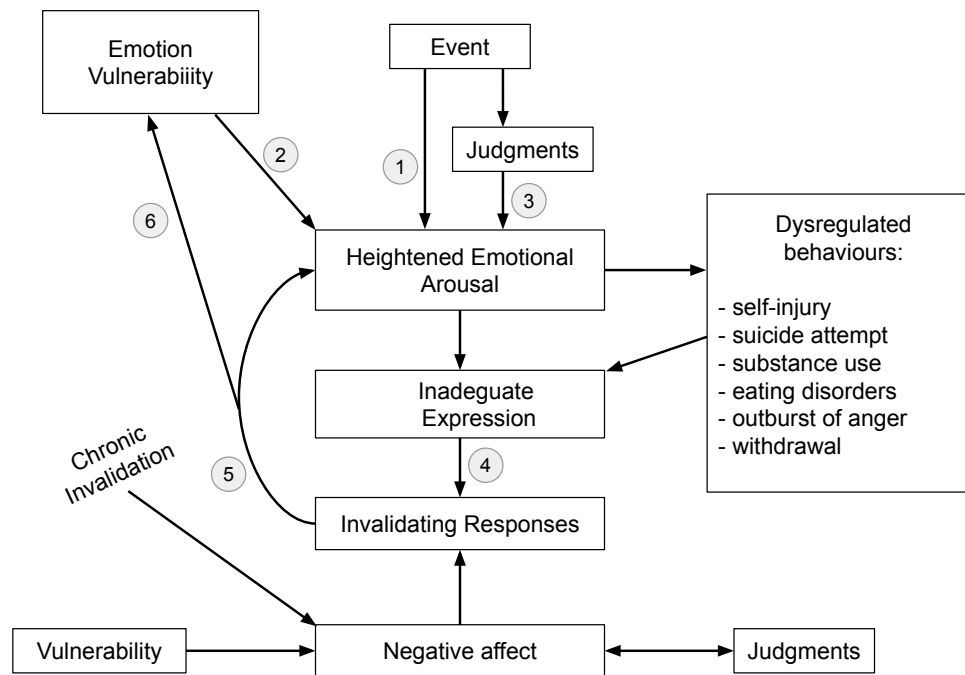 Emotion
Vulnerabiiity
Event
2
1
Judgments
3
6
Heightened Emotional
Arousal
Dysregulated
behaviours:
- self-injury
- suicide attempt
- substance use
- eating disorders
- outburst of anger
- withdrawal
Inadequate
Expression
Chronic
Invalidation
5
4
Invalidating Responses
Vulnerability
Negative affect
Judgments